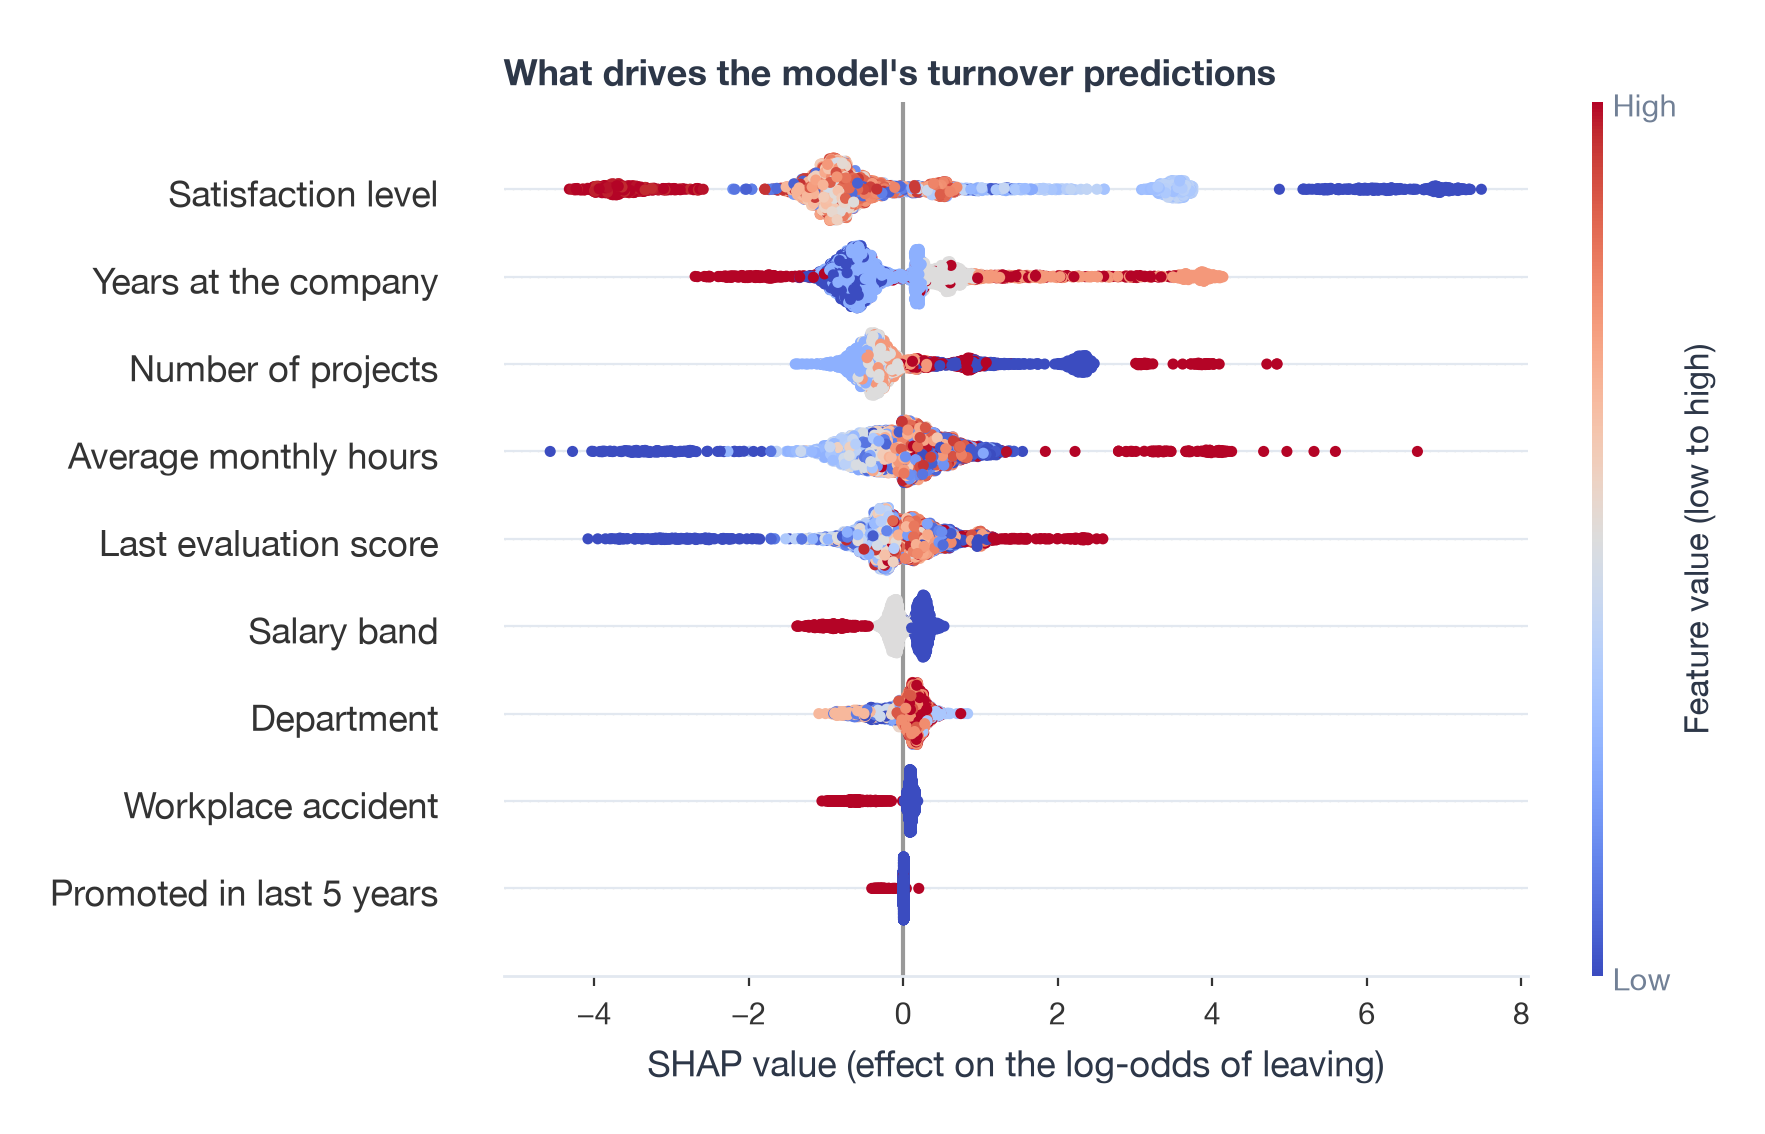 What drives the model's turnover predictions
High
Satisfaction level
Years at the company
Number of projects
Average monthly hours
Last evaluation score
Salary band
Department
Workplace accident
Promoted in last 5 years
Feature value (low to high)
Low
−4 −2 0 2 4 6 8
SHAP value (effect on the log-odds of leaving)